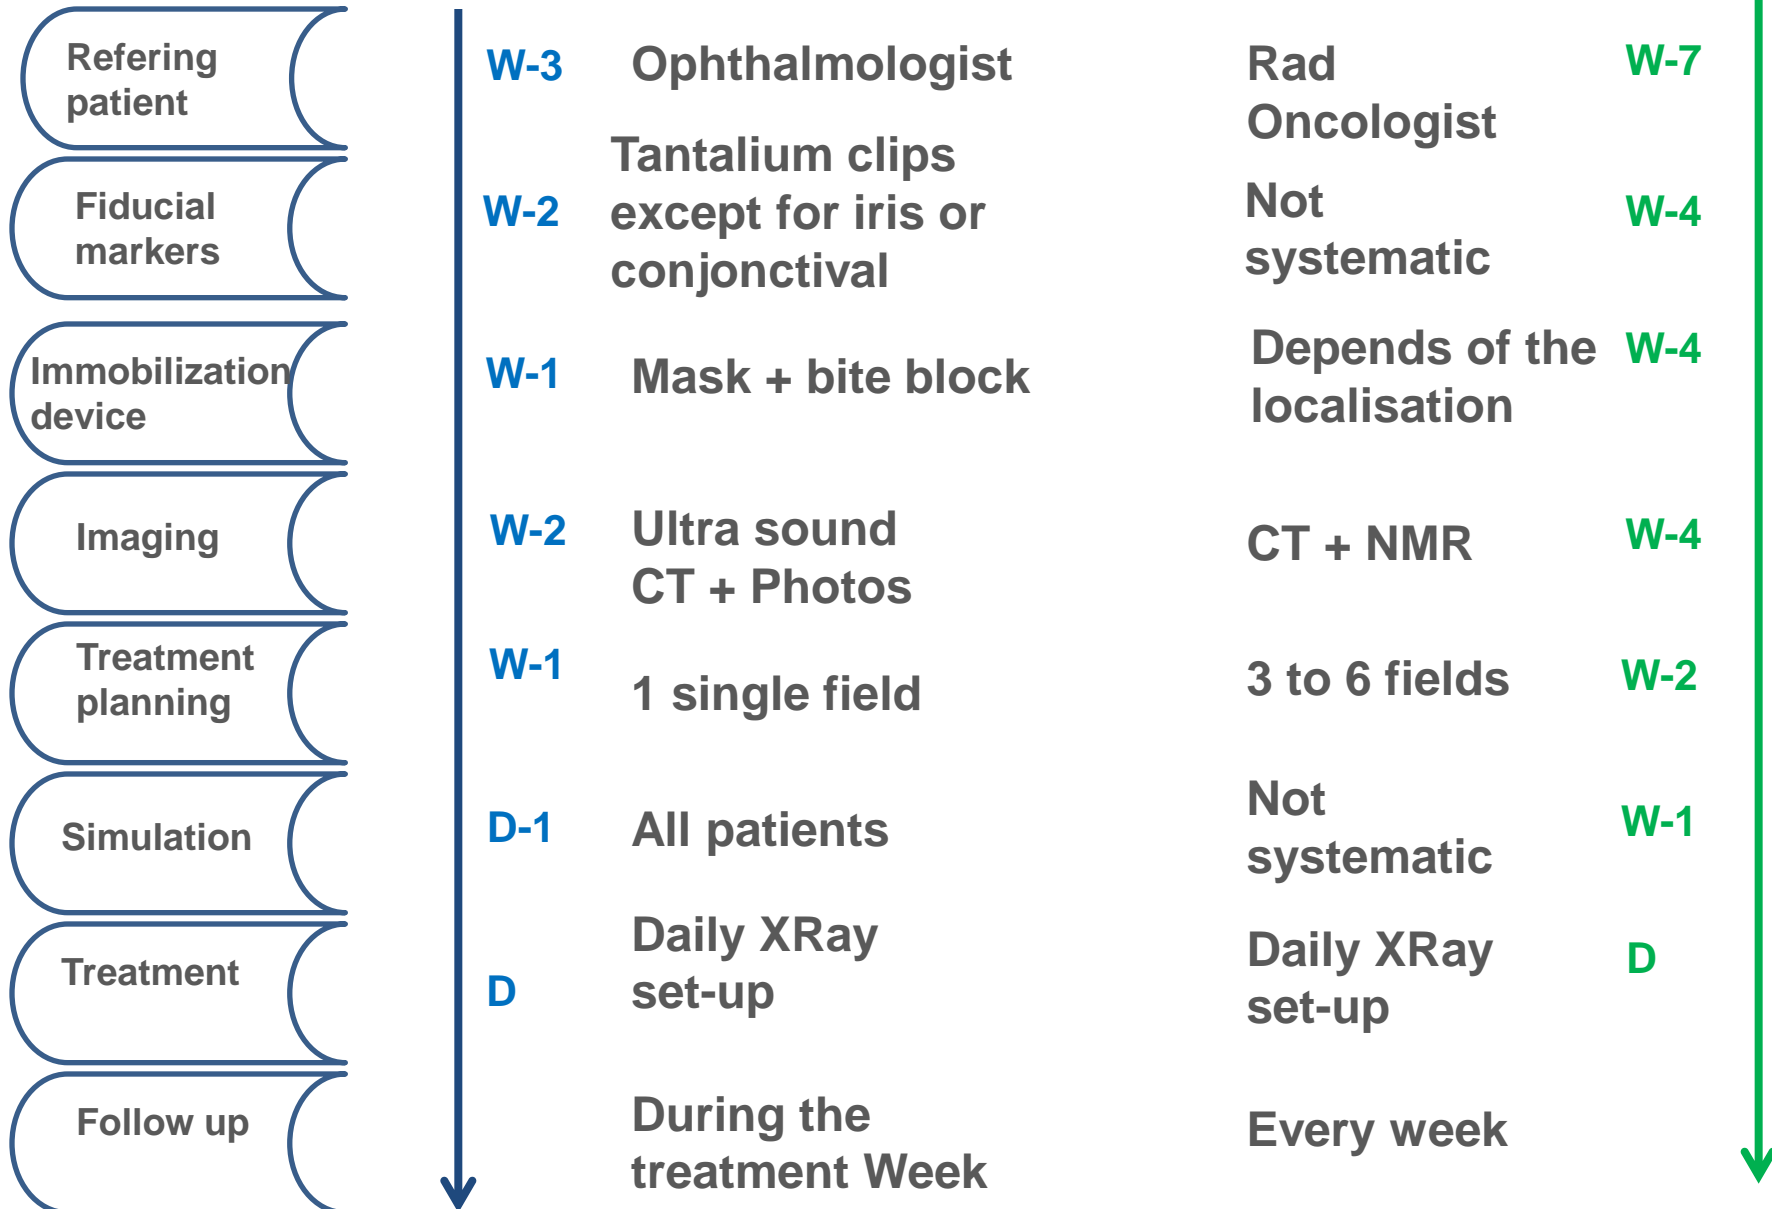 Refering
patient
W-3
Ophthalmologist
Rad
Oncologist
W-7
Fiducial
markers
W-2
Tantalium clips
except for iris or
conjonctival
Not
systematic
W-4
Immobilization
device
W-1
Mask + bite block
Depends of the
localisation
W-4
Imaging
W-2
Ultra sound
CT + Photos
CT + NMR
W-4
Treatment
planning
W-1
1 single field
3 to 6 fields
W-2
Simulation
D-1
All patients
Not
systematic
W-1
Treatment
D
Daily XRay
set-up
Daily XRay
set-up
D
Follow up
During the
treatment Week
Every week